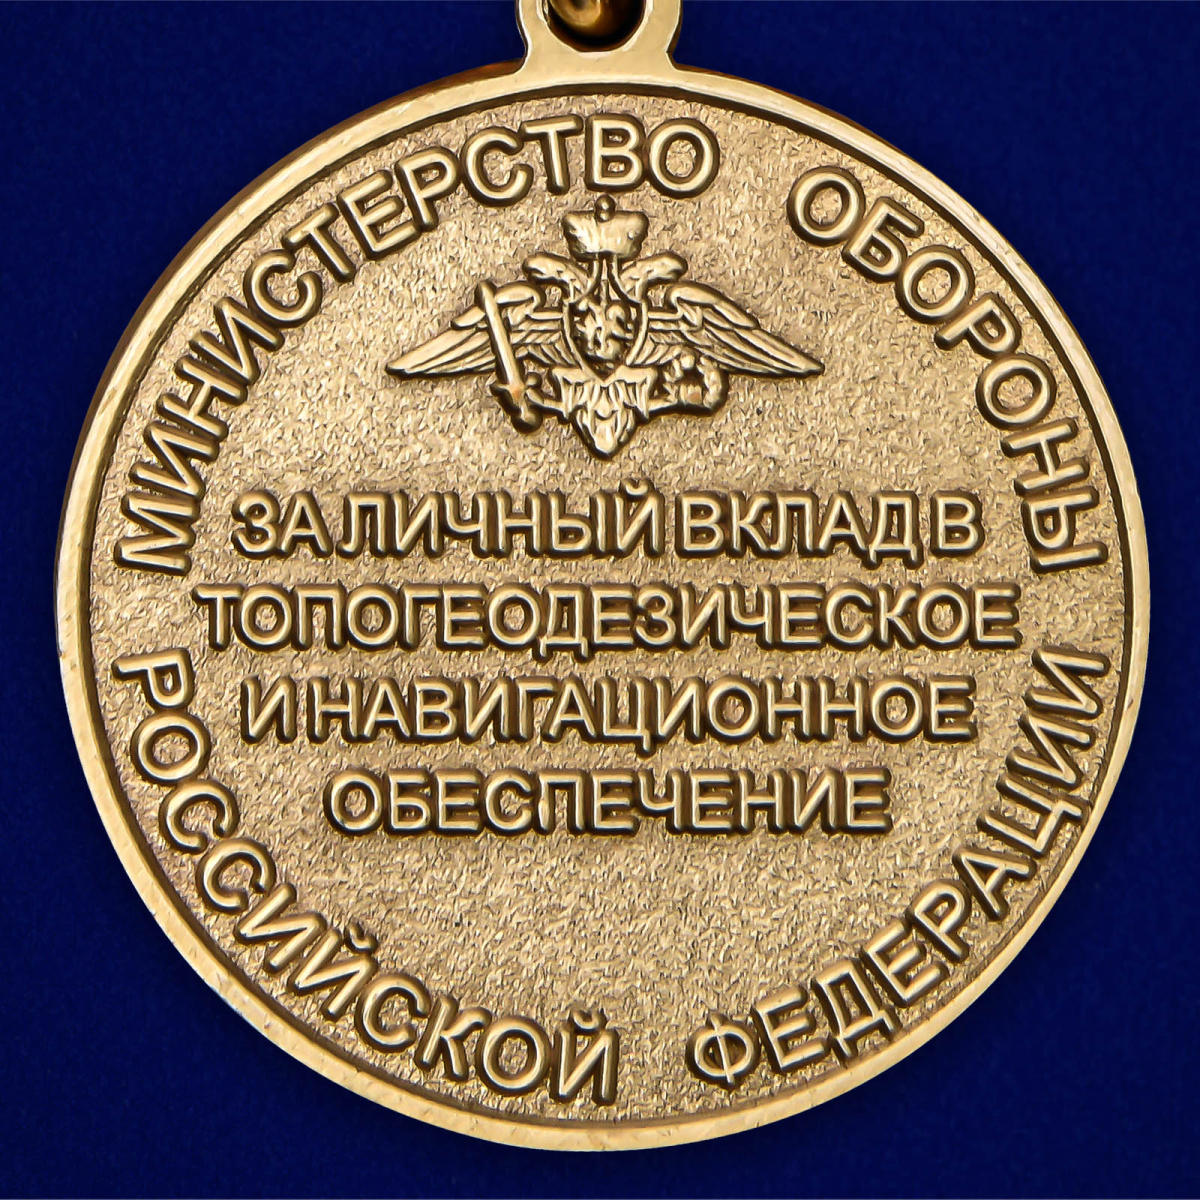 МИНИСТЕРСТВО ОБОРОНЫ
ЗА ЛИЧНЫЙ ВКЛАД В
ТОПОГЕОДЕЗИЧЕСКОЕ
И НАВИГАЦИОННОЕ
ОБЕСПЕЧЕНИЕ
РОССИЙСКОЙ ФЕДЕРАЦИИ